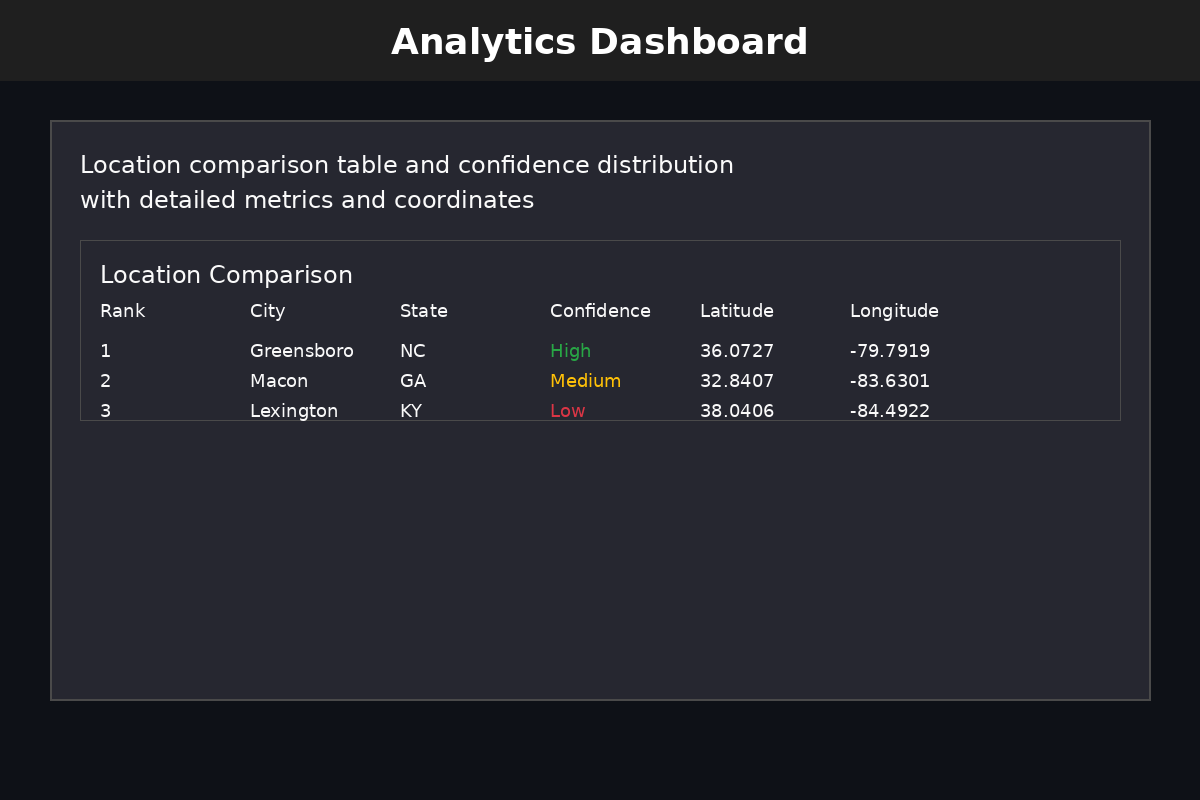 Analytics Dashboard
Location comparison table and confidence distribution
with detailed metrics and coordinates
Location Comparison
Rank City State Confidence Latitude Longitude
1 Greensboro NC High 36.0727 -79.7919
2 Macon GA Medium 32.8407 -83.6301
3 Lexington KY Low 38.0406 -84.4922